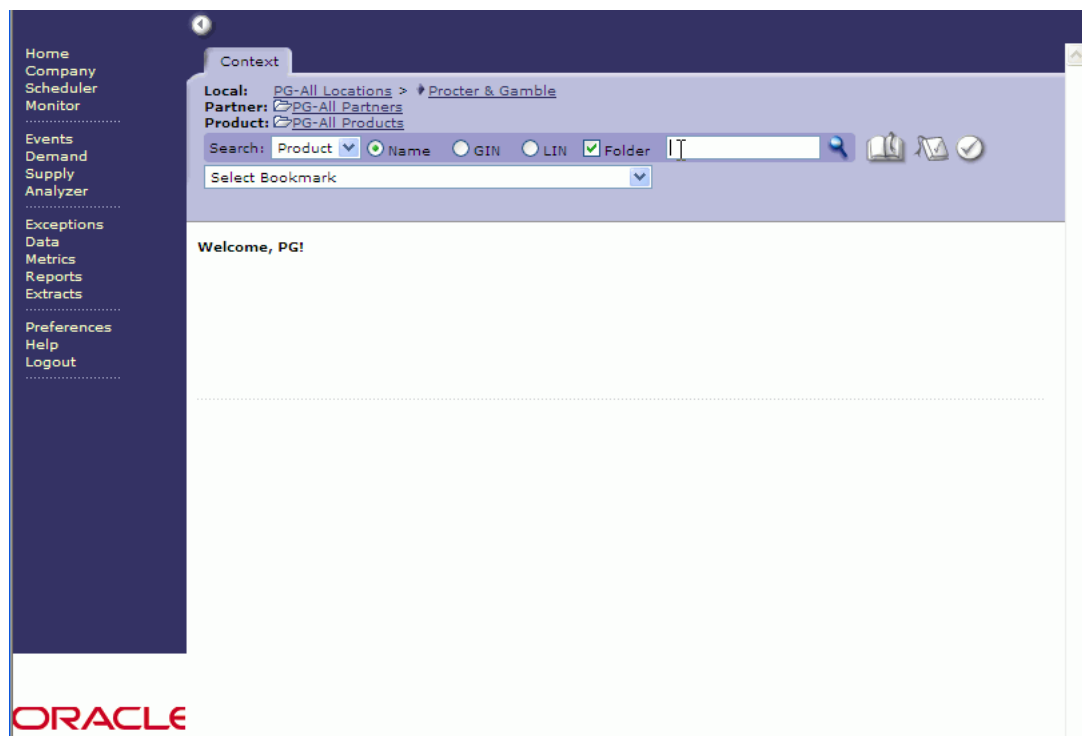 Home
Company
Scheduler
Monitor
Events
Demand
Supply
Analyzer
Exceptions
Data
Metrics
Reports
Extracts
Preferences
Help
Logout
ORACLE
Context
Local: PG-All Locations > Procter & Gamble
Partner: PG-All Partners
Product: PG-All Products
Search: Product Name GIN LIN Folder
Select Bookmark
Welcome, PG!